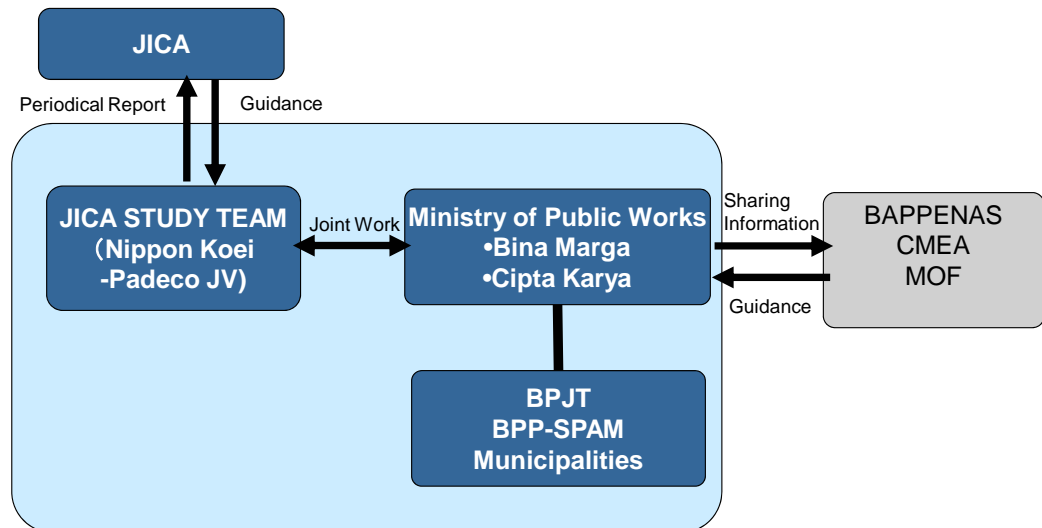 JICA
Periodical Report
Guidance
JICA STUDY TEAM
（Nippon Koei
-Padeco JV)
Joint Work
Ministry of Public Works
•Bina Marga
•Cipta Karya
Sharing
Information
Guidance
BAPPENAS
CMEA
MOF
BPJT
BPP-SPAM
Municipalities